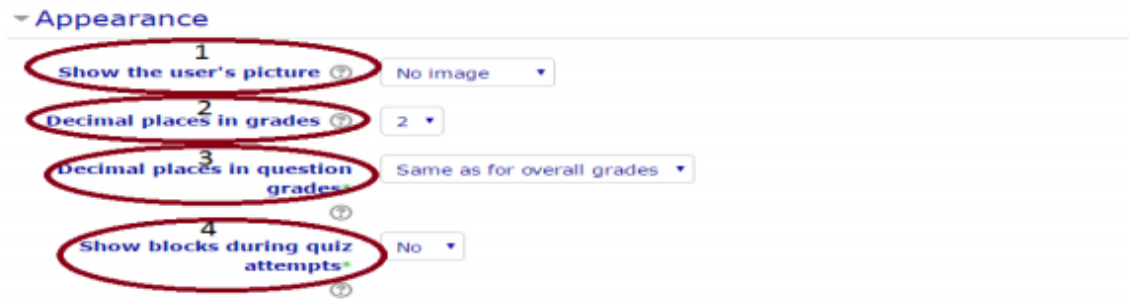 Appearance
1
Show the user's picture No image
2
Decimal places in grades 2
3
Decimal places in question Same as for overall grades
grades*
4
Show blocks during quiz No
attempts*